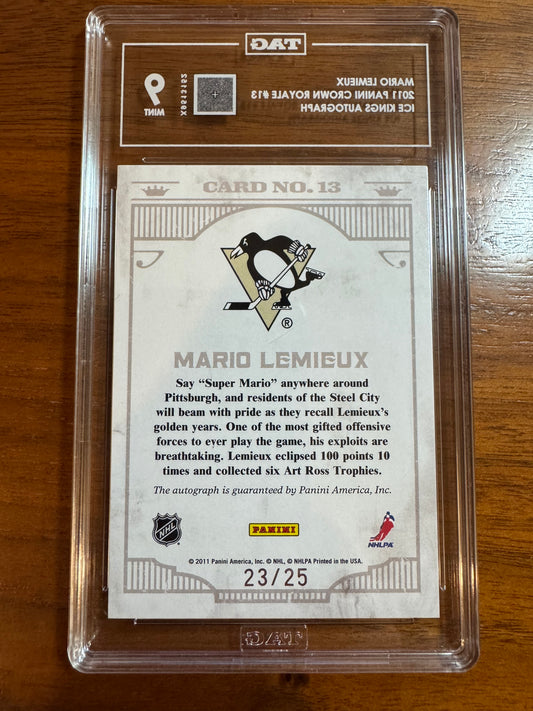 TAG
MARIO LEMIEUX
2011 PANINI CROWN ROYALE #13
ICE KINGS AUTOGRAPH
X9513152
9
MINT
CARD NO. 13
®
MARIO LEMIEUX
Say “Super Mario” anywhere around
Pittsburgh, and residents of the Steel City
will beam with pride as they recall Lemieux’s
golden years. One of the most gifted offensive
forces to ever play the game, his exploits are
breathtaking. Lemieux eclipsed 100 points 10
times and collected six Art Ross Trophies.
The autograph is guaranteed by Panini America, Inc.
NHL
PANINI
NHLPA
© 2011 Panini America, Inc. © NHL, © NHLPA Printed in the USA.
23/25
TAG